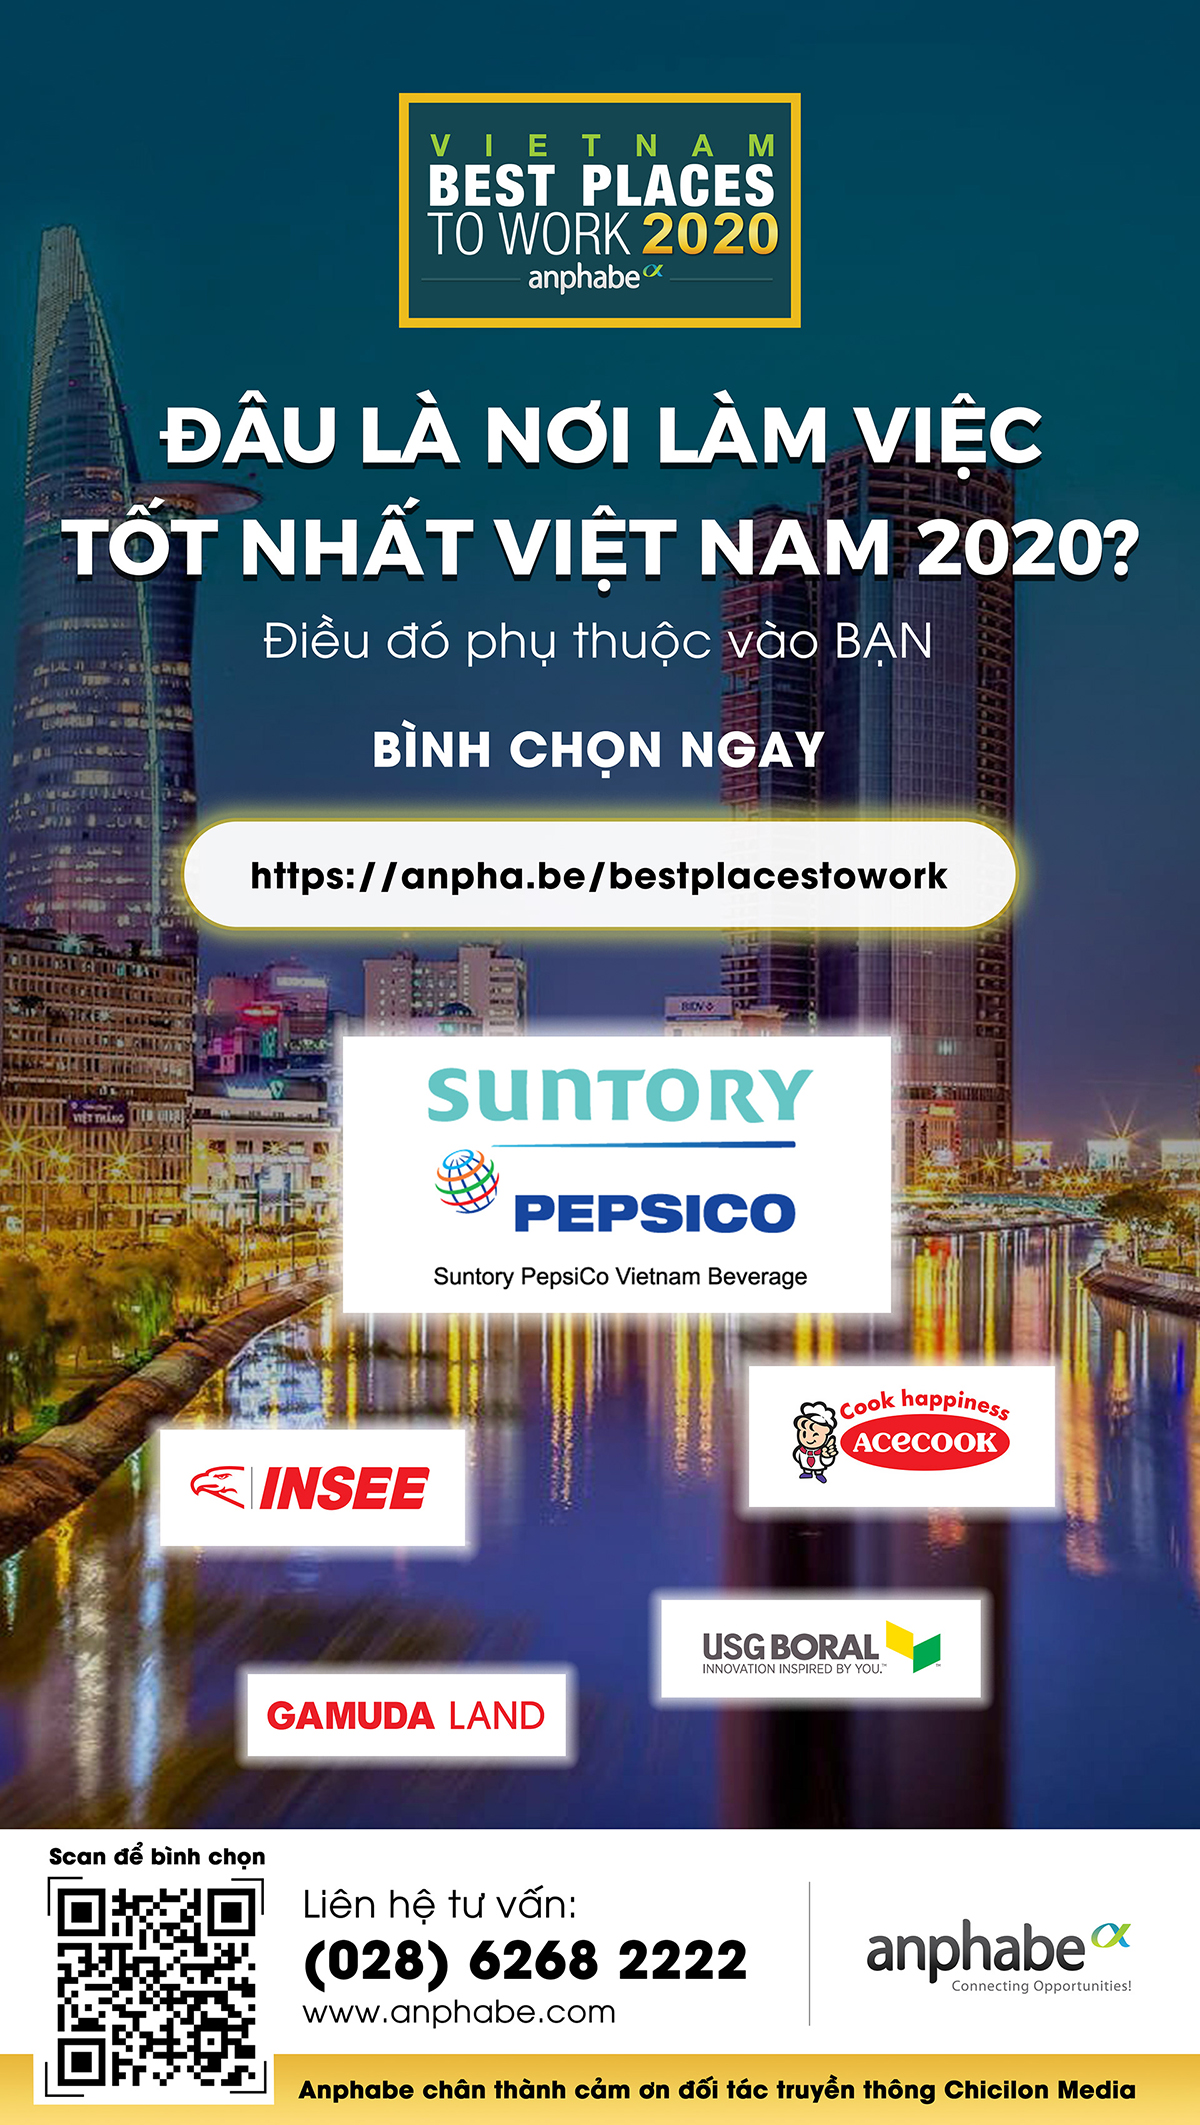 VIETNAM
BEST PLACES
TO WORK 2020
anphabe
ĐÂU LÀ NƠI LÀM VIỆC
TỐT NHẤT VIỆT NAM 2020?
Điều đó phụ thuộc vào BẠN
BÌNH CHỌN NGAY
https://anpha.be/bestplacestowork
BIDV
VIỆT THẮNG
SUNTORY
PEPSICO
Suntory PepsiCo Vietnam Beverage
Cook happiness
ACECOOK
INSEE
USG BORAL
INNOVATION INSPIRED BY YOU.™
GAMUDA LAND
Scan để bình chọn
Liên hệ tư vấn:
(028) 6268 2222
www.anphabe.com
anphabe
Connecting Opportunities!
Anphabe chân thành cảm ơn đối tác truyền thông Chicilon Media